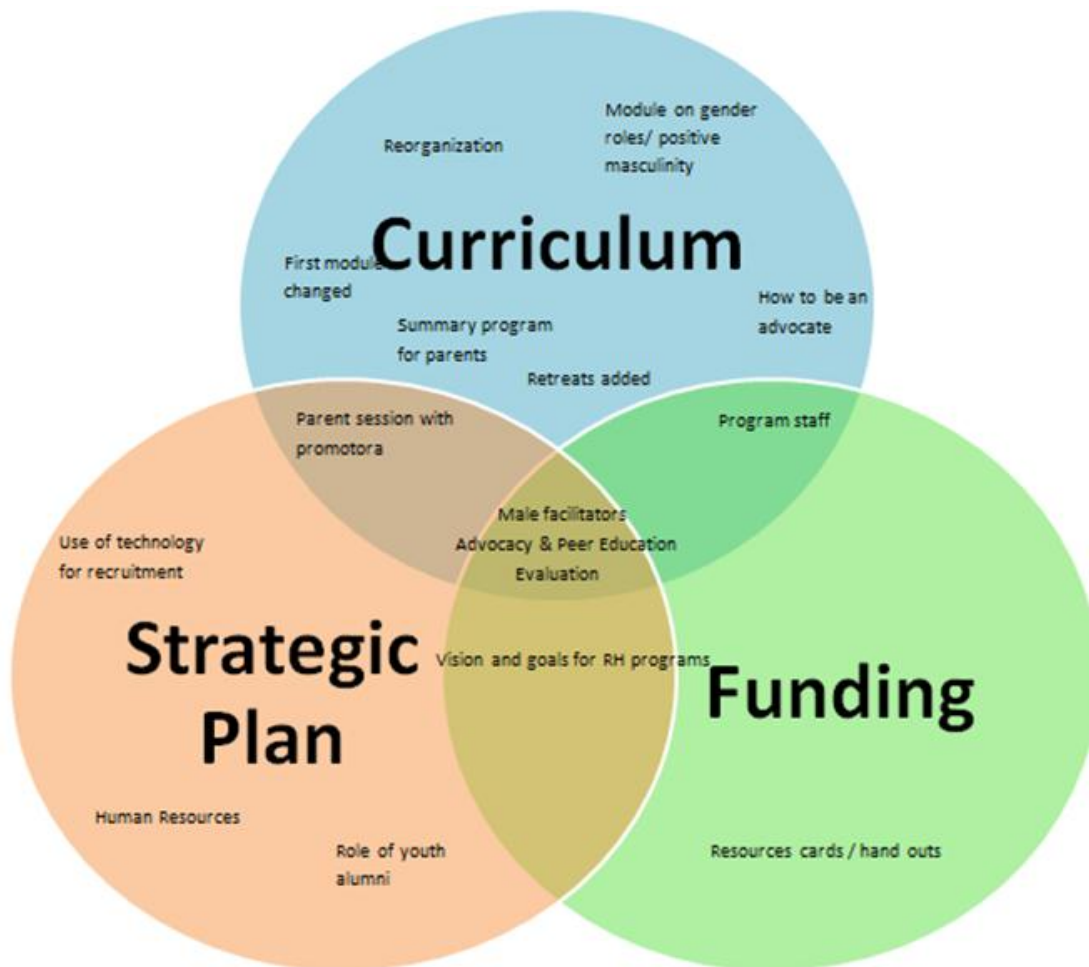 Reorganization
Module on gender
roles/ positive
masculinity
Curriculum
First module
changed
How to be an
advocate
Summary program
for parents
Retreats added
Parent session with
promotora
Program staff
Male facilitators
Advocacy & Peer Education
Evaluation
Use of technology
for recruitment
Strategic
Plan
Vision and goals for RH programs
Funding
Human Resources
Role of youth
alumni
Resources cards / hand outs